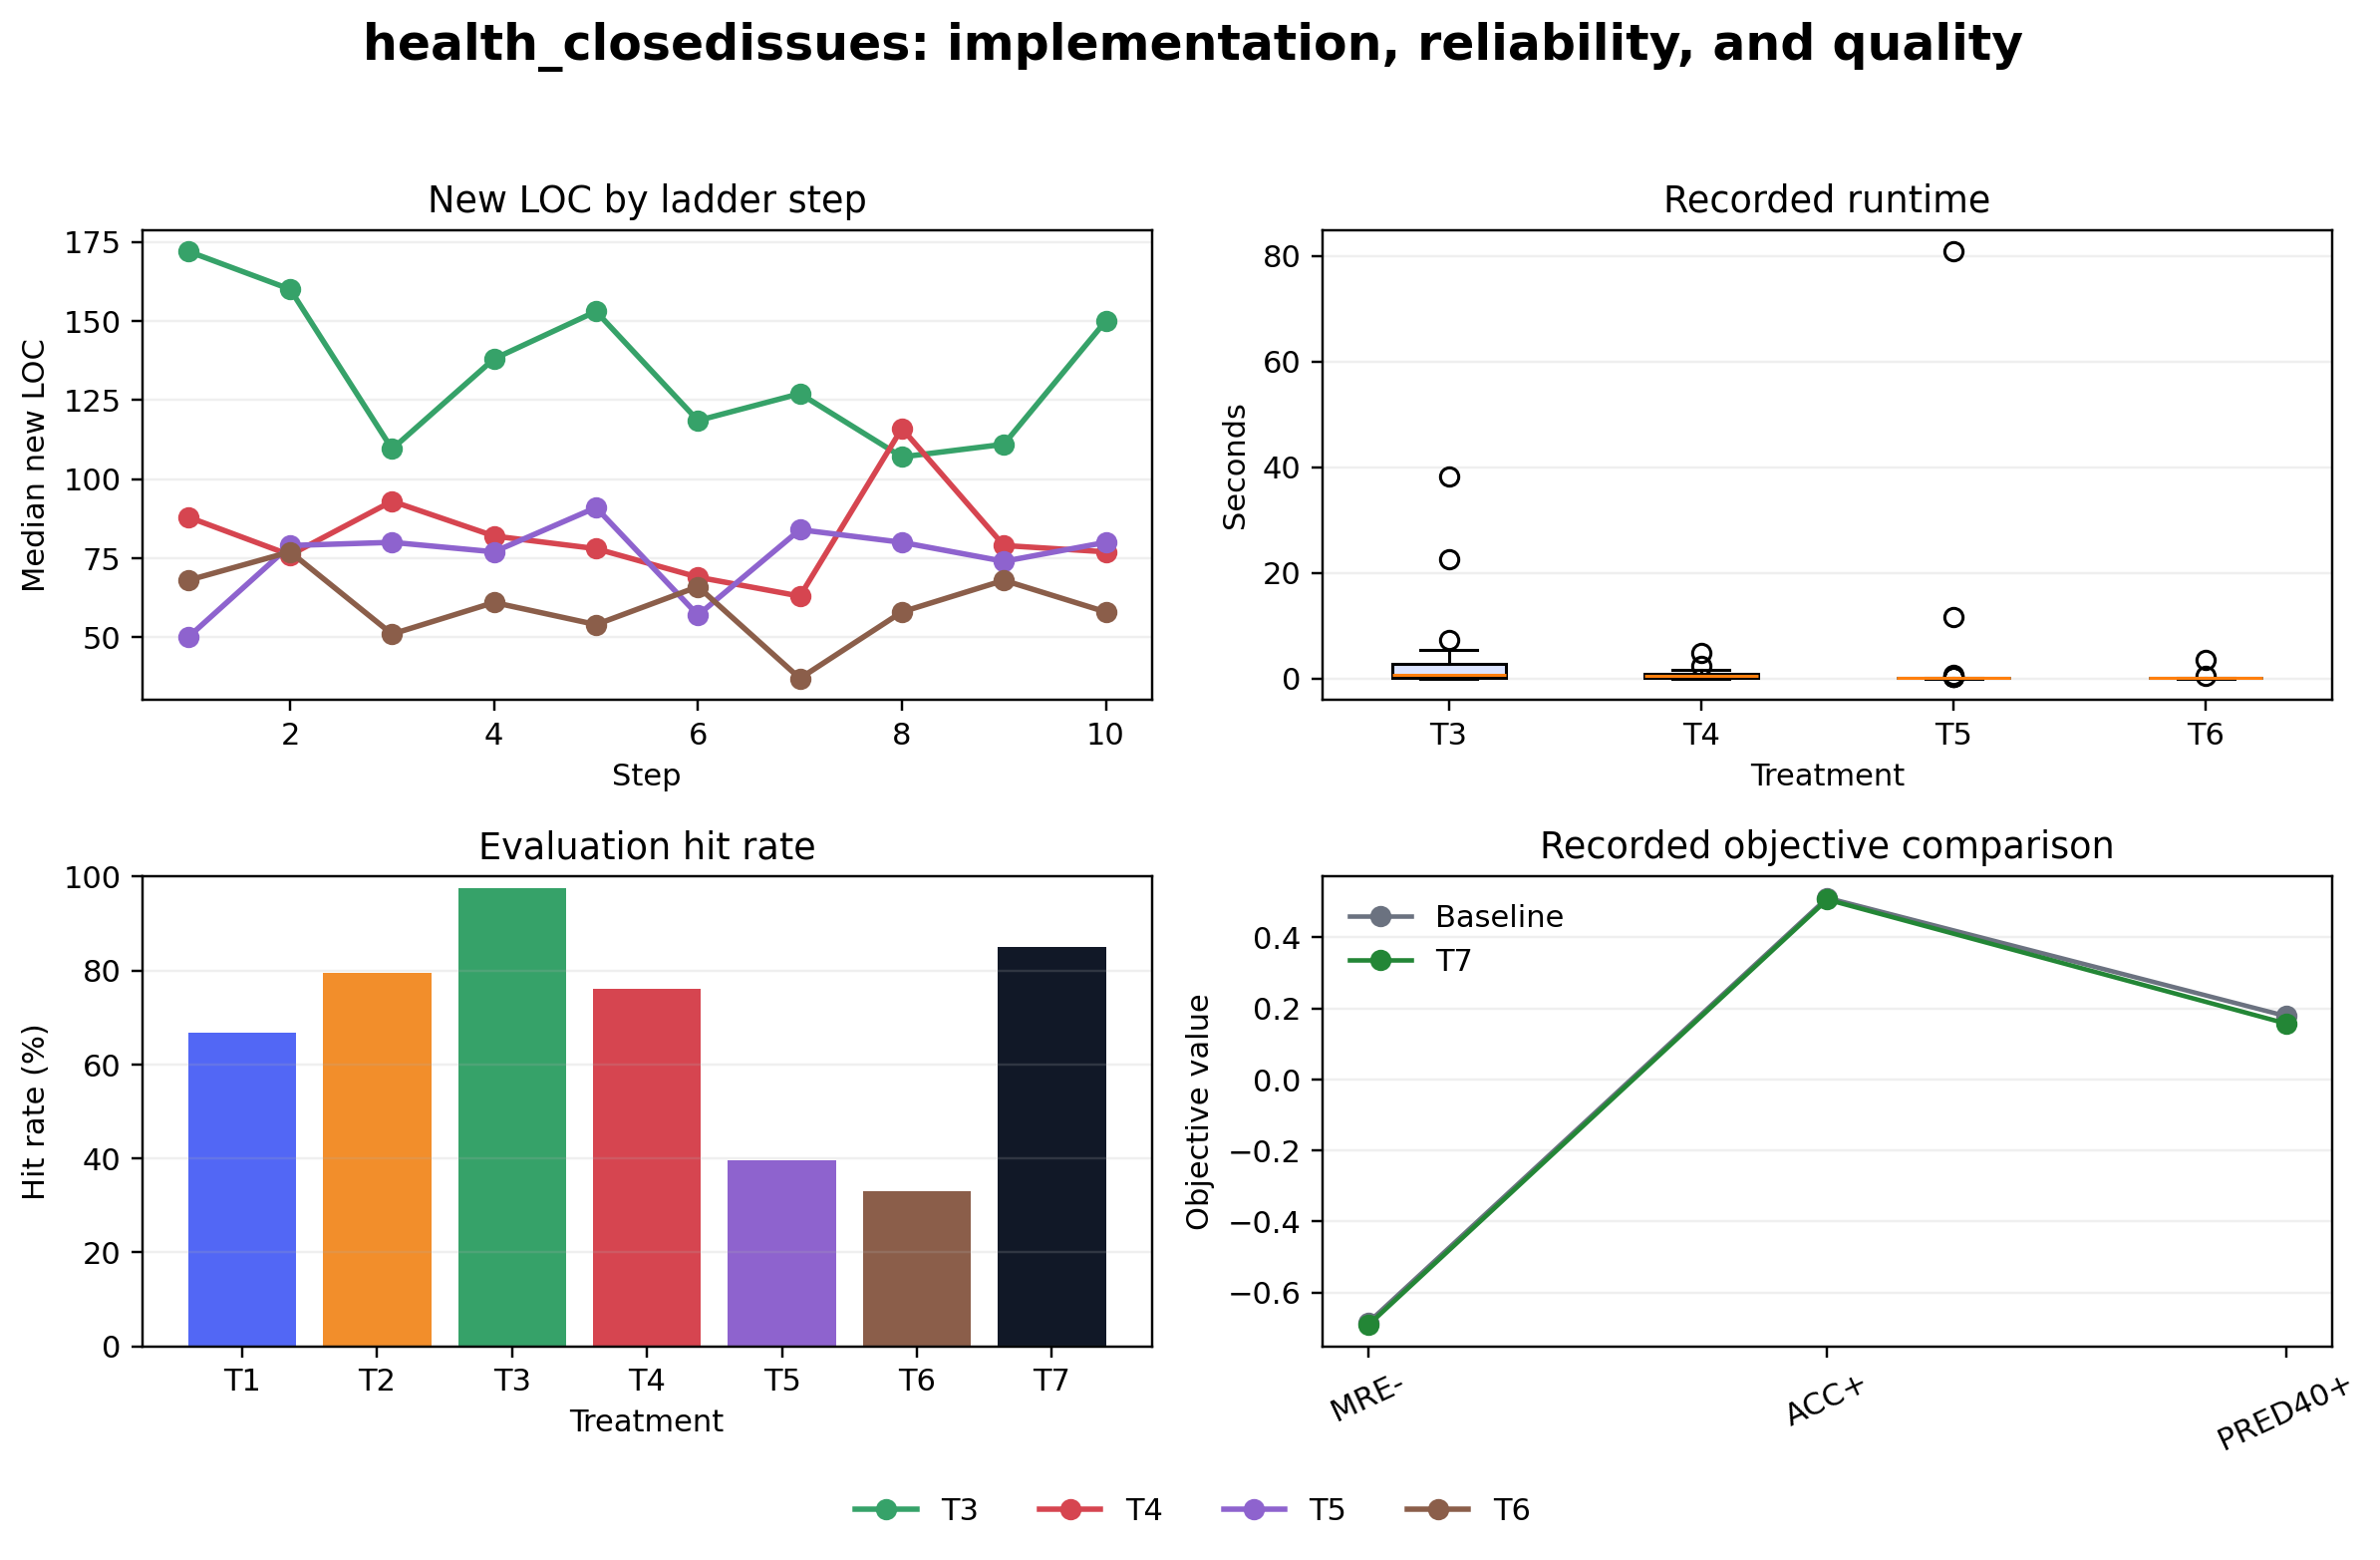 health_closedissues: implementation, reliability, and quality
New LOC by ladder step
175
150
125
100
75
50
Median new LOC
2 4 6 8 10
Step
Recorded runtime
80
60
40
20
0
Seconds
T3 T4 T5 T6
Treatment
Evaluation hit rate
100
80
60
40
20
0
Hit rate (%)
T1 T2 T3 T4 T5 T6 T7
Treatment
Recorded objective comparison
Baseline
T7
0.4
0.2
0.0
−0.2
−0.4
−0.6
Objective value
MRE- ACC+ PRED40+
T3 T4 T5 T6